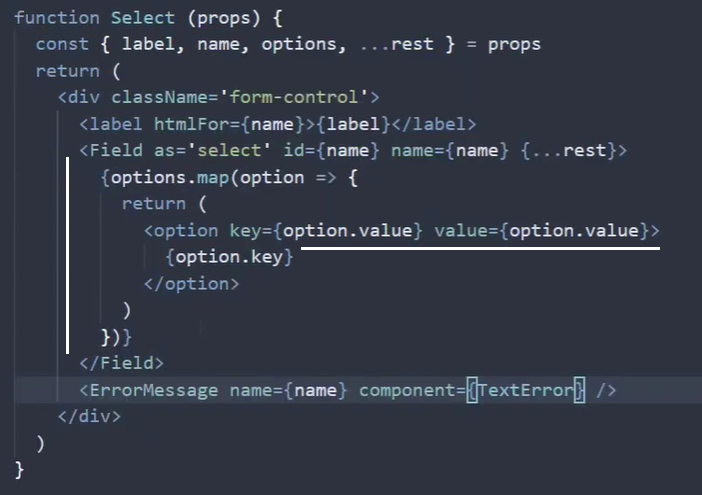 function Select (props) {
const { label, name, options, ...rest } = props
return (
<div className='form-control'>
<label htmlFor={name}>{label}</label>
<Field as='select' id={name} name={name} {...rest}>
{options.map(option => {
return (
<option key={option.value} value={option.value}>
{option.key}
</option>
)
})}
</Field>
<ErrorMessage name={name} component={TextError} />
</div>
)
}